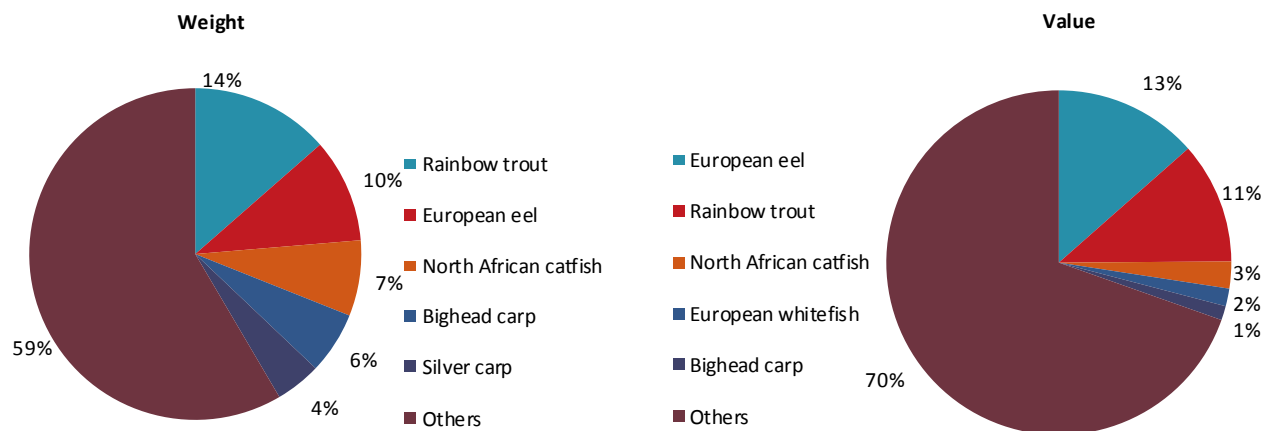 Weight
14%
10%
7%
6%
4%
59%
Rainbow trout
European eel
North African catfish
Bighead carp
Silver carp
Others
Value
13%
11%
3%
2%
1%
70%
European eel
Rainbow trout
North African catfish
European whitefish
Bighead carp
Others